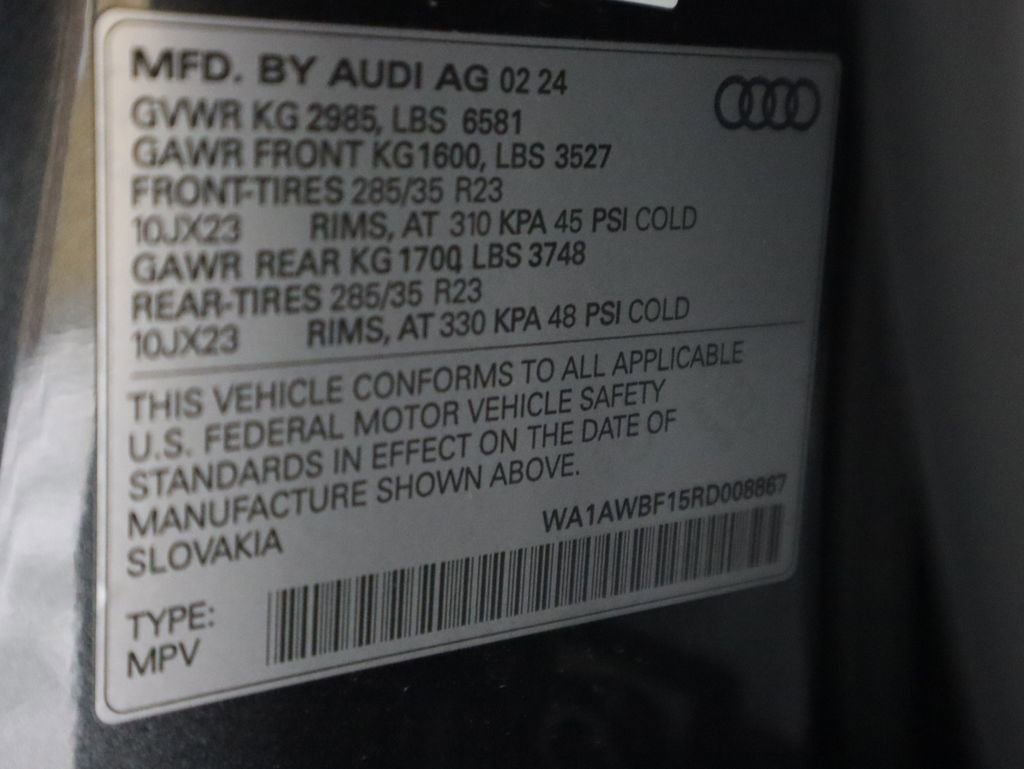 MFD. BY AUDI AG 02 24
GVWR KG 2985, LBS 6581
GAWR FRONT KG1600, LBS 3527
FRONT-TIRES 285/35 R23
10JX23 RIMS, AT 310 KPA 45 PSI COLD
GAWR REAR KG 1700, LBS 3748
REAR-TIRES 285/35 R23
10JX23 RIMS, AT 330 KPA 48 PSI COLD
THIS VEHICLE CONFORMS TO ALL APPLICABLE
U.S. FEDERAL MOTOR VEHICLE SAFETY
STANDARDS IN EFFECT ON THE DATE OF
MANUFACTURE SHOWN ABOVE.
SLOVAKIA
WA1AWBF15RD008867
TYPE:
MPV